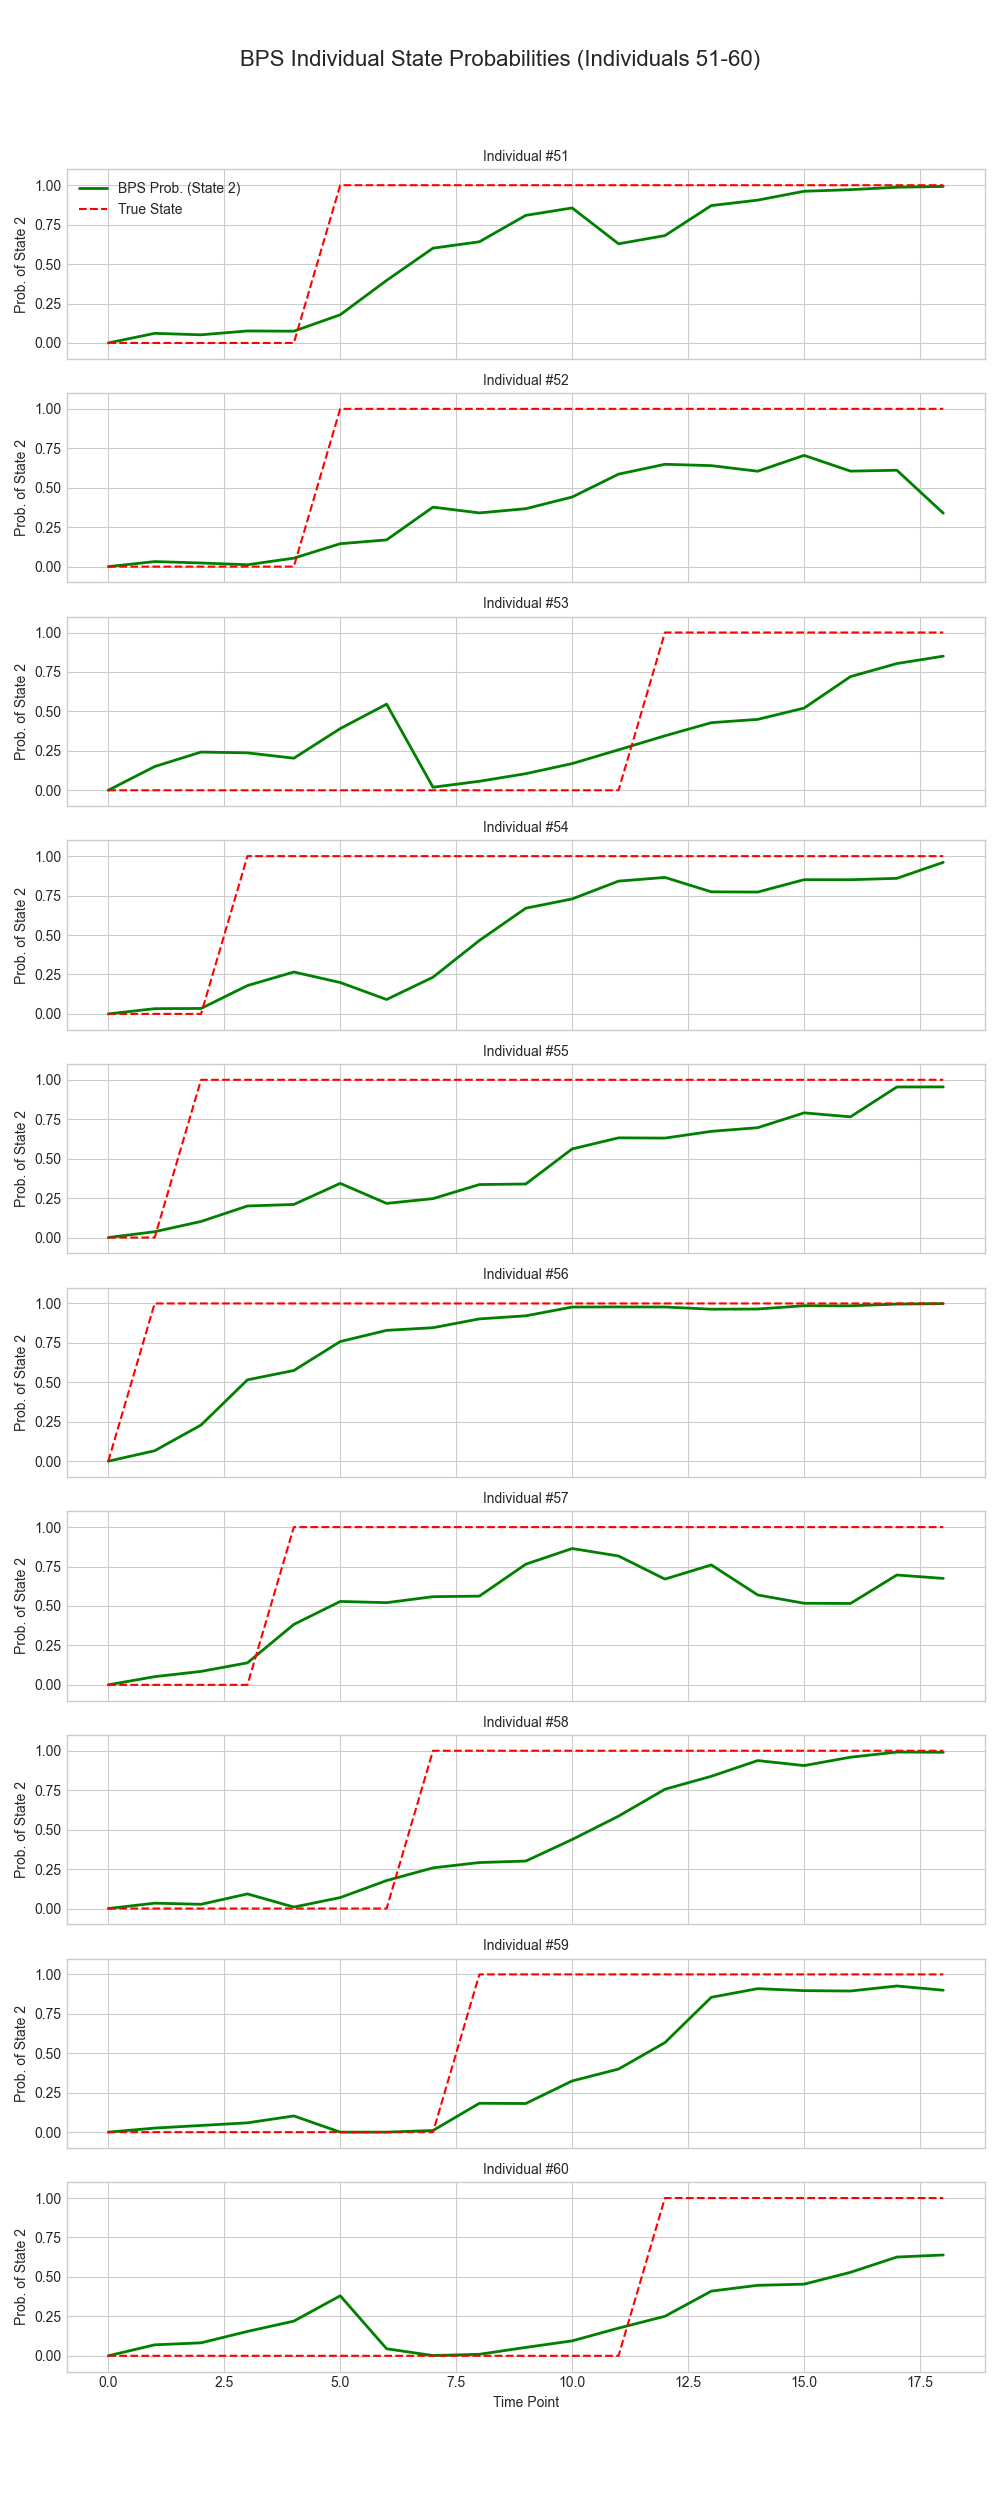 BPS Individual State Probabilities (Individuals 51-60)
Individual #51
BPS Prob. (State 2)
True State
Prob. of State 2
1.00
0.75
0.50
0.25
0.00
Individual #52
Prob. of State 2
1.00
0.75
0.50
0.25
0.00
Individual #53
Prob. of State 2
1.00
0.75
0.50
0.25
0.00
Individual #54
Prob. of State 2
1.00
0.75
0.50
0.25
0.00
Individual #55
Prob. of State 2
1.00
0.75
0.50
0.25
0.00
Individual #56
Prob. of State 2
1.00
0.75
0.50
0.25
0.00
Individual #57
Prob. of State 2
1.00
0.75
0.50
0.25
0.00
Individual #58
Prob. of State 2
1.00
0.75
0.50
0.25
0.00
Individual #59
Prob. of State 2
1.00
0.75
0.50
0.25
0.00
Individual #60
Prob. of State 2
1.00
0.75
0.50
0.25
0.00
0.0 2.5 5.0 7.5 10.0 12.5 15.0 17.5
Time Point